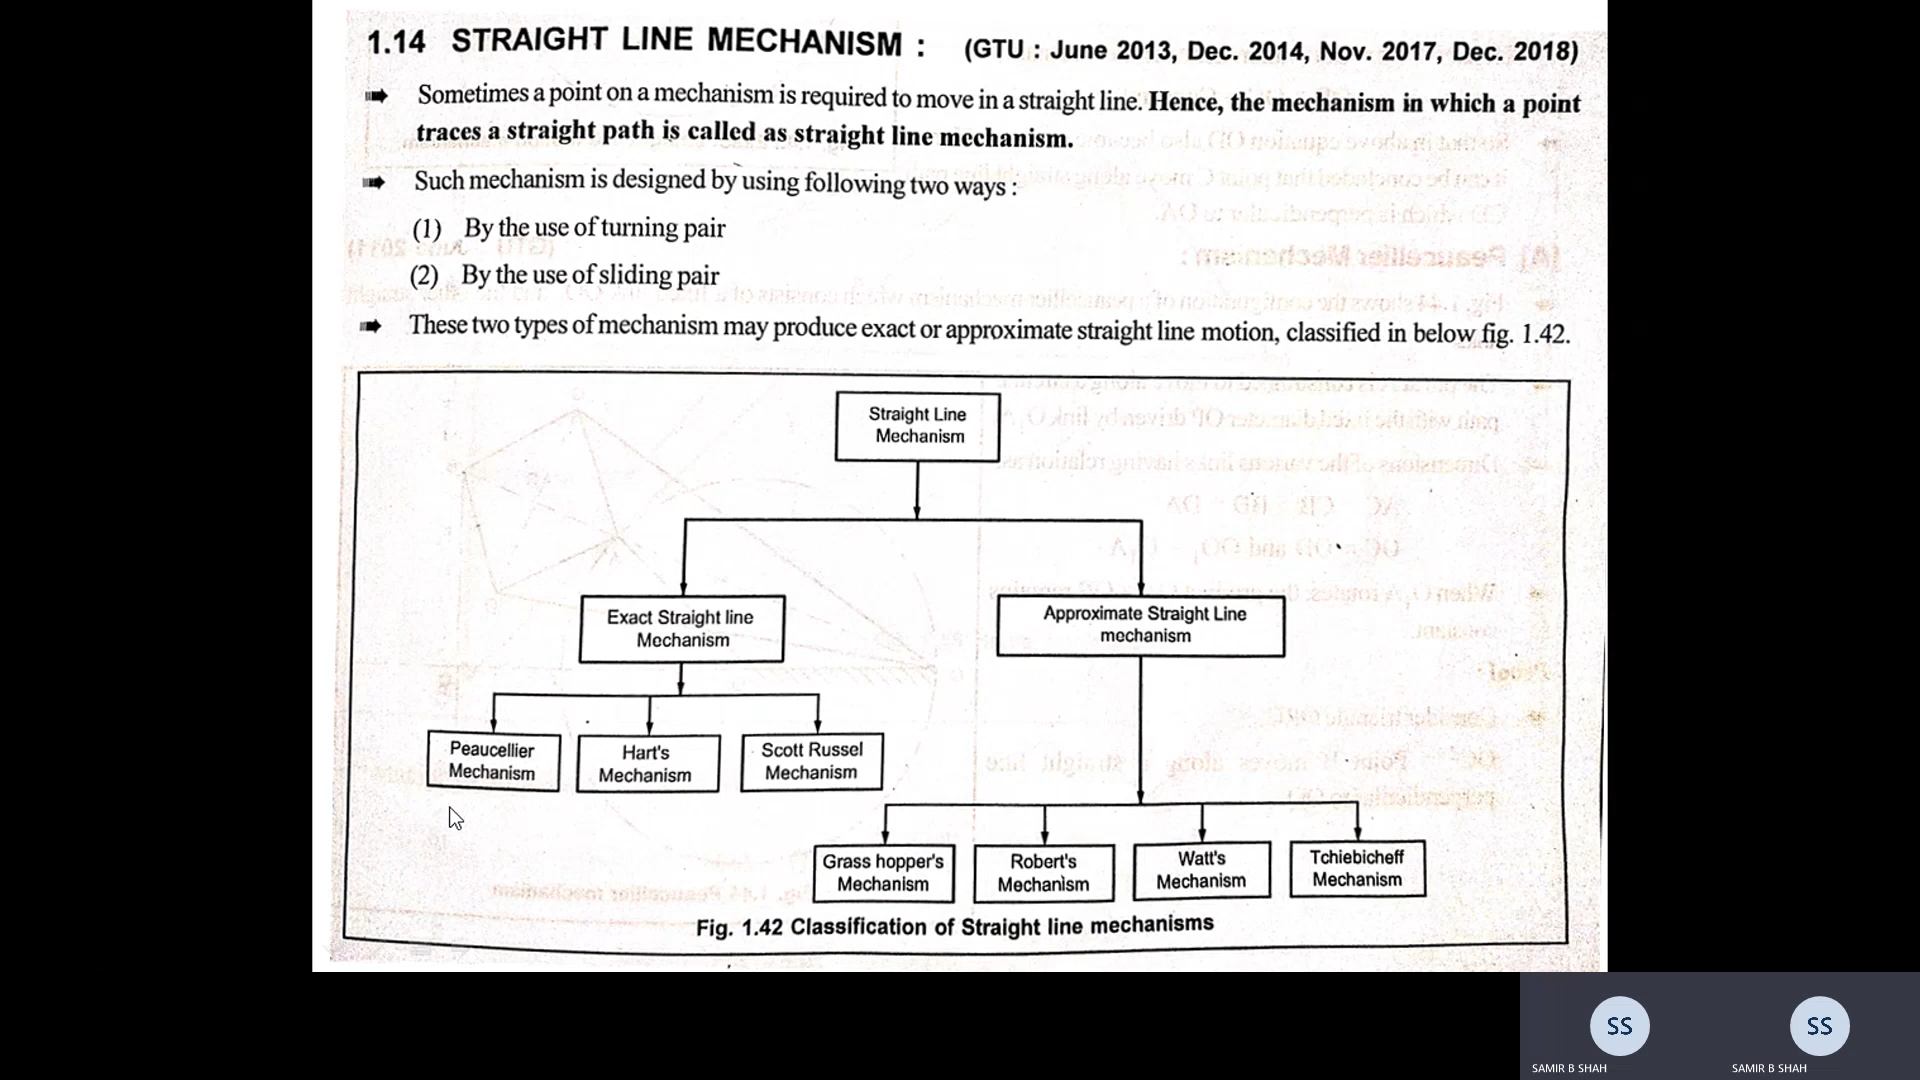 1.14 STRAIGHT LINE MECHANISM : (GTU : June 2013, Dec. 2014, Nov. 2017, Dec. 2018)
Sometimes a point on a mechanism is required to move in a straight line. Hence, the mechanism in which a point
traces a straight path is called as straight line mechanism.
Such mechanism is designed by using following two ways :
(1) By the use of turning pair
(2) By the use of sliding pair
These two types of mechanism may produce exact or approximate straight line motion, classified in below fig. 1.42.
Straight Line
Mechanism
Exact Straight line
Mechanism
Approximate Straight Line
mechanism
Peaucellier
Mechanism
Hart's
Mechanism
Scott Russel
Mechanism
Grass hopper's
Mechanism
Robert's
Mechanism
Watt's
Mechanism
Tchiebicheff
Mechanism
Fig. 1.42 Classification of Straight line mechanisms
SS
SAMIR B SHAH
SS
SAMIR B SHAH